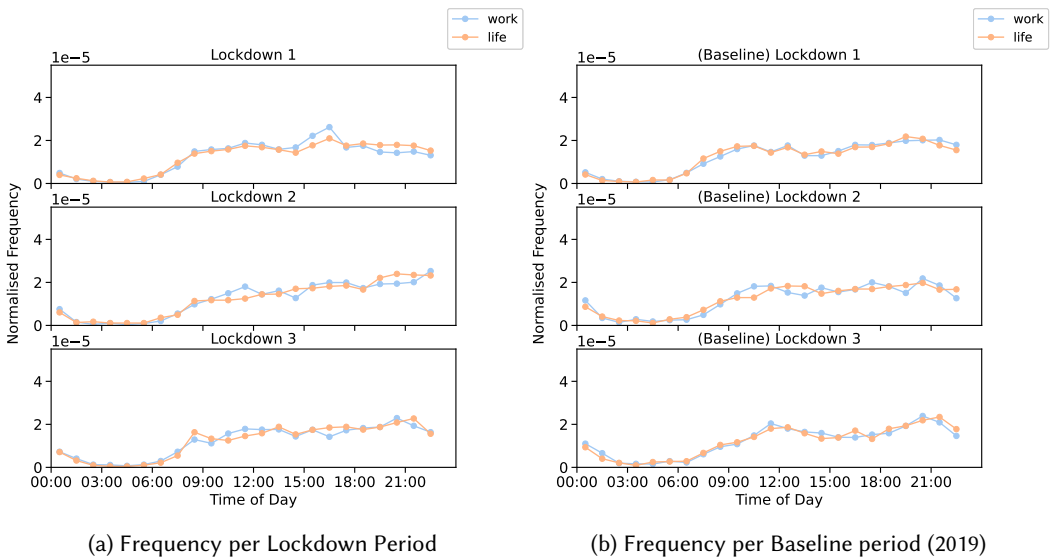 work
life
Lockdown 1
1e−5
4
2
0
Lockdown 2
1e−5
4
2
0
Lockdown 3
1e−5
4
2
0
Normalised Frequency
00:00 03:00 06:00 09:00 12:00 15:00 18:00 21:00
Time of Day
(a) Frequency per Lockdown Period
work
life
(Baseline) Lockdown 1
1e−5
4
2
0
(Baseline) Lockdown 2
1e−5
4
2
0
(Baseline) Lockdown 3
1e−5
4
2
0
Normalised Frequency
00:00 03:00 06:00 09:00 12:00 15:00 18:00 21:00
Time of Day
(b) Frequency per Baseline period (2019)